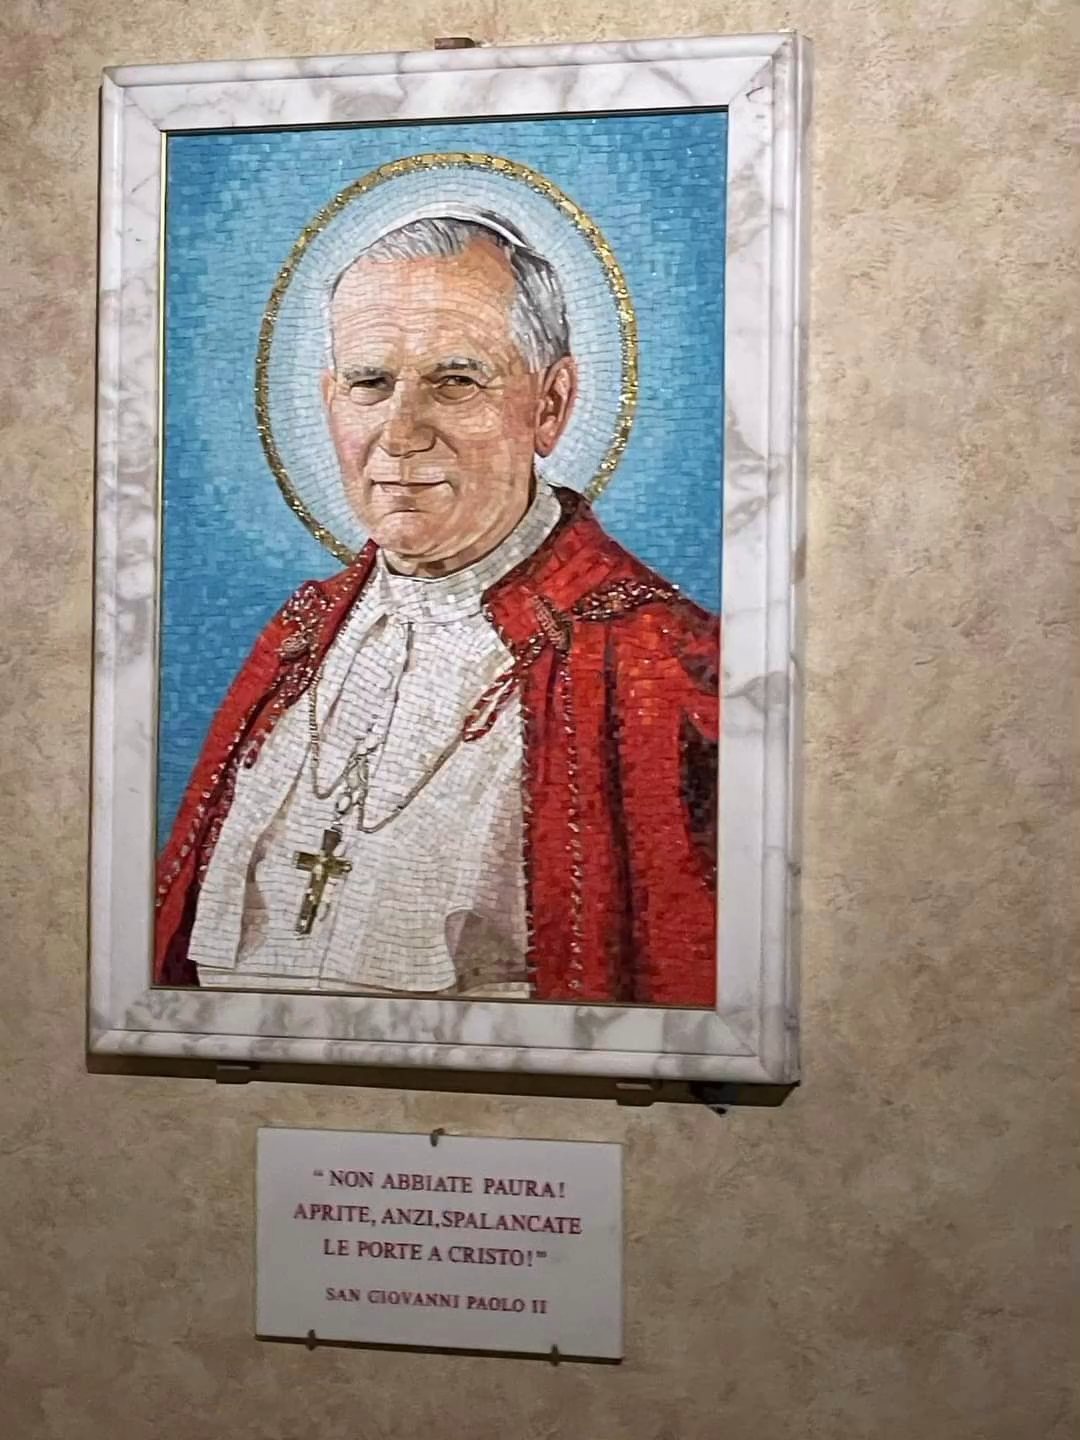 “ NON ABBIATE PAURA!
APRITE, ANZI,SPALANCATE
LE PORTE A CRISTO!”
SAN GIOVANNI PAOLO II